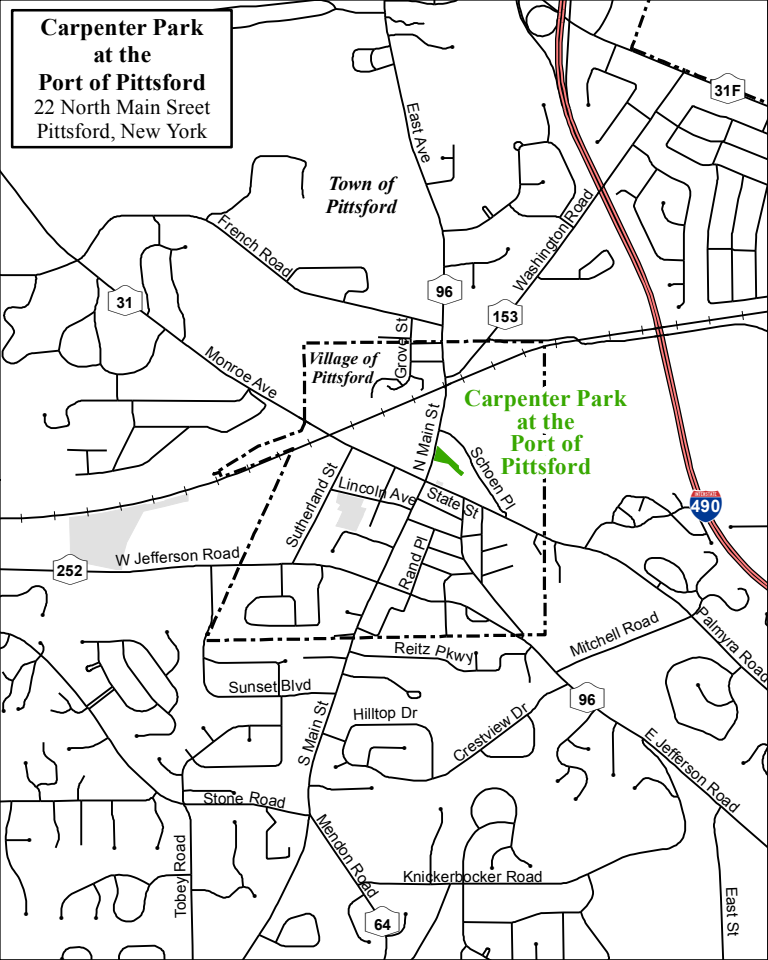 Carpenter Park
at the
Port of Pittsford
22 North Main Sreet
Pittsford, New York
31F
East Ave
Town of
Pittsford
French Road
Washington Road
96
31
153
Grove St
Village of
Pittsford
Monroe Ave
Carpenter Park
at the
Port of
Pittsford
N Main St
Schoen Pl
Sutherland St
Lincoln Ave
State St
INTERSTATE
490
W Jefferson Road
252
Rand Pl
Mitchell Road
Palmyra Road
Reitz Pkwy
Sunset Blvd
96
S Main St
Hilltop Dr
Crestview Dr
E Jefferson Road
Stone Road
Mendon Road
Tobey Road
Knickerbocker Road
East St
64